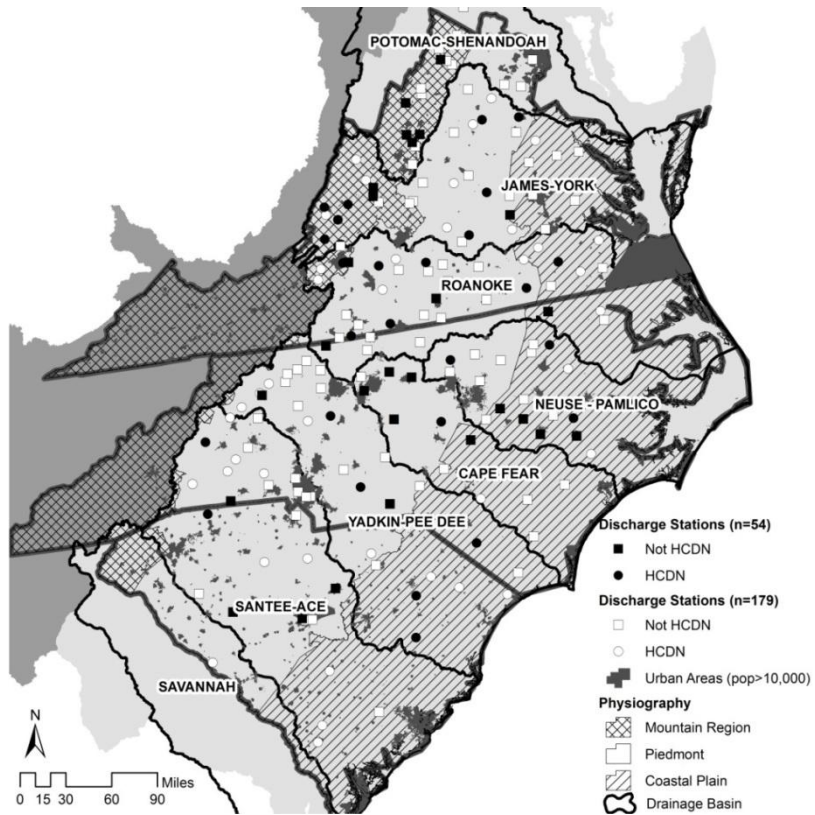 POTOMAC-SHENANDOAH
JAMES-YORK
ROANOKE
NEUSE - PAMLICO
CAPE FEAR
YADKIN-PEE DEE
SANTEE-ACE
SAVANNAH
N
Miles
0 15 30 60 90
Discharge Stations (n=54)
Not HCDN
HCDN
Discharge Stations (n=179)
Not HCDN
HCDN
Urban Areas (pop>10,000)
Physiography
Mountain Region
Piedmont
Coastal Plain
Drainage Basin